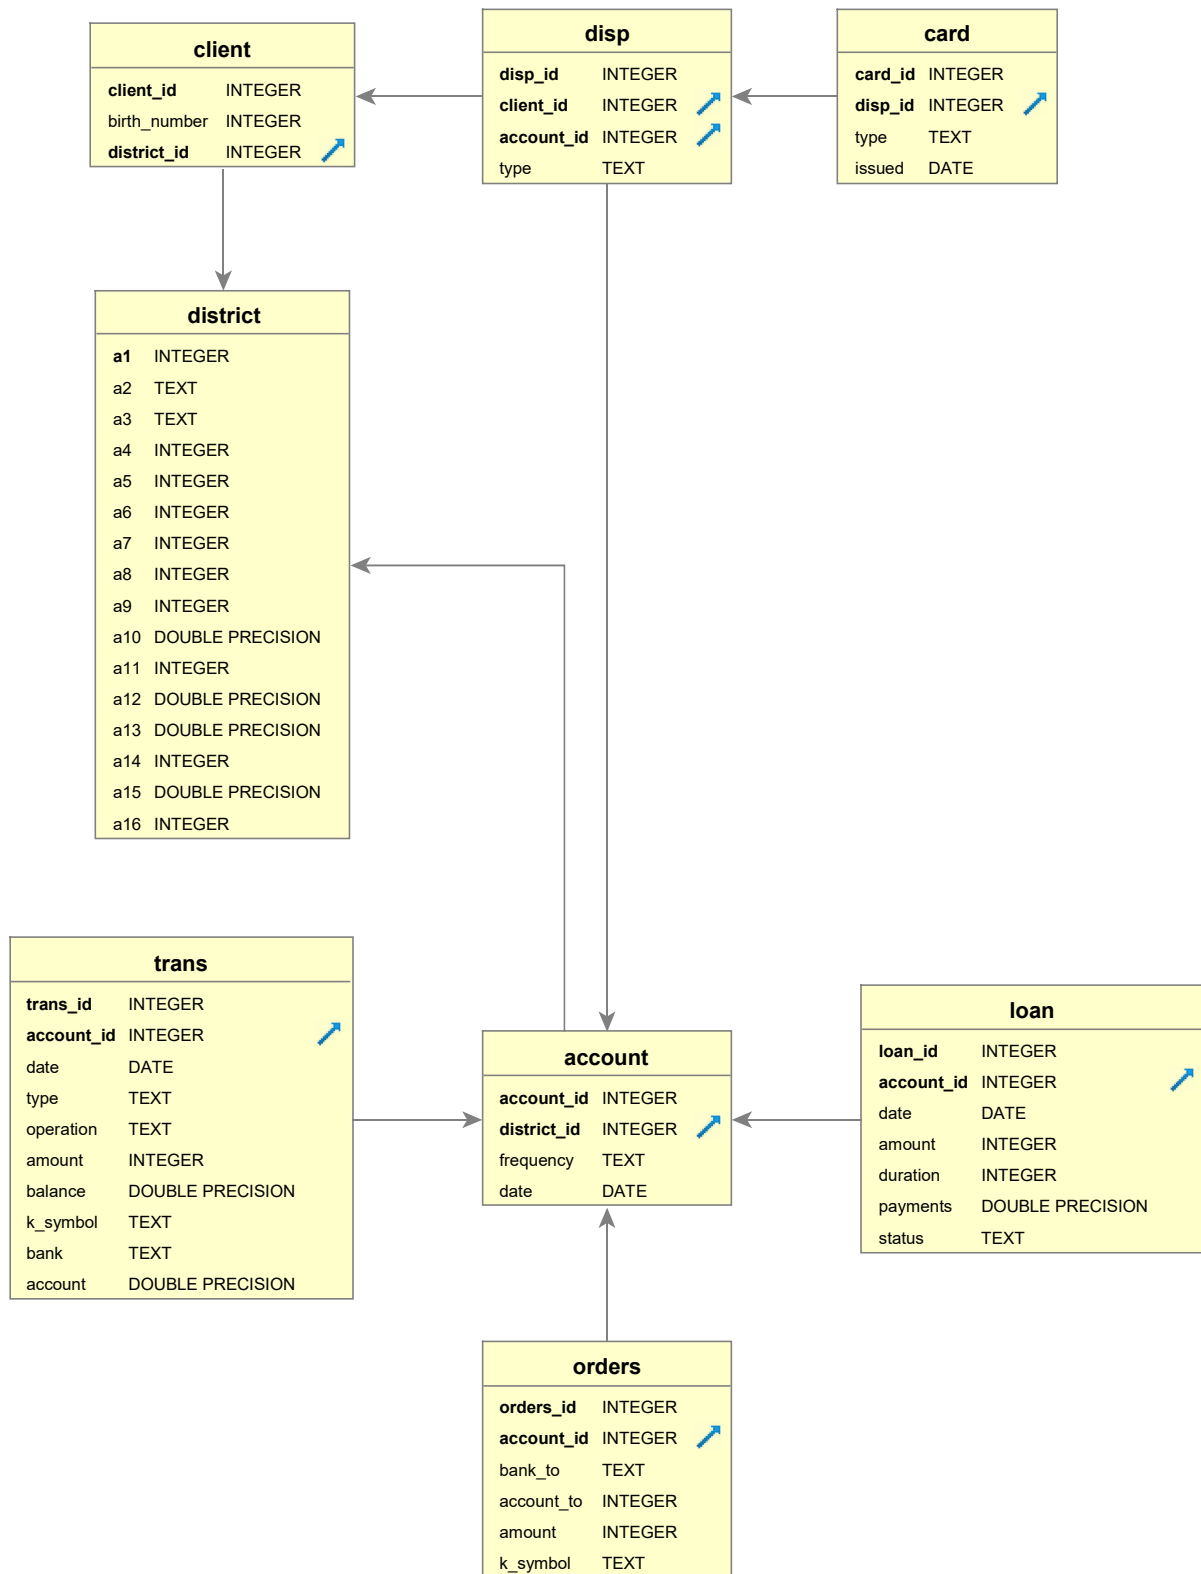 client
client_id INTEGER
birth_number INTEGER
district_id INTEGER
disp
disp_id INTEGER
client_id INTEGER
account_id INTEGER
type TEXT
card
card_id INTEGER
disp_id INTEGER
type TEXT
issued DATE
district
a1 INTEGER
a2 TEXT
a3 TEXT
a4 INTEGER
a5 INTEGER
a6 INTEGER
a7 INTEGER
a8 INTEGER
a9 INTEGER
a10 DOUBLE PRECISION
a11 INTEGER
a12 DOUBLE PRECISION
a13 DOUBLE PRECISION
a14 INTEGER
a15 DOUBLE PRECISION
a16 INTEGER
trans
trans_id INTEGER
account_id INTEGER
date DATE
type TEXT
operation TEXT
amount INTEGER
balance DOUBLE PRECISION
k_symbol TEXT
bank TEXT
account DOUBLE PRECISION
account
account_id INTEGER
district_id INTEGER
frequency TEXT
date DATE
loan
loan_id INTEGER
account_id INTEGER
date DATE
amount INTEGER
duration INTEGER
payments DOUBLE PRECISION
status TEXT
orders
orders_id INTEGER
account_id INTEGER
bank_to TEXT
account_to INTEGER
amount INTEGER
k_symbol TEXT